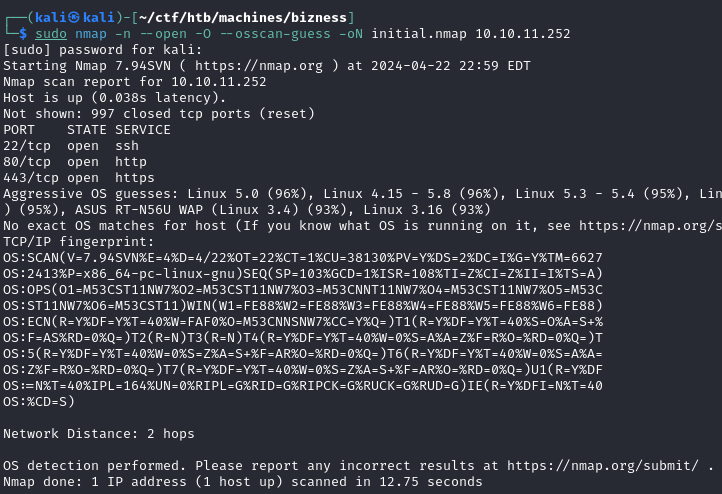 ┌──(kali㉿kali)-[~/ctf/htb/machines/bizness]
└─$ sudo nmap -n --open -O --osscan-guess -oN initial.nmap 10.10.11.252
[sudo] password for kali:
Starting Nmap 7.94SVN ( https://nmap.org ) at 2024-04-22 22:59 EDT
Nmap scan report for 10.10.11.252
Host is up (0.038s latency).
Not shown: 997 closed tcp ports (reset)
PORT    STATE SERVICE
22/tcp  open  ssh
80/tcp  open  http
443/tcp open  https
Aggressive OS guesses: Linux 5.0 (96%), Linux 4.15 - 5.8 (96%), Linux 5.3 - 5.4 (95%), Lin
) (95%), ASUS RT-N56U WAP (Linux 3.4) (93%), Linux 3.16 (93%)
No exact OS matches for host (If you know what OS is running on it, see https://nmap.org/s
TCP/IP fingerprint:
OS:SCAN(V=7.94SVN%E=4%D=4/22%OT=22%CT=1%CU=38130%PV=Y%DS=2%DC=I%G=Y%TM=6627
OS:2413%P=x86_64-pc-linux-gnu)SEQ(SP=103%GCD=1%ISR=108%TI=Z%CI=Z%II=I%TS=A)
OS:OPS(O1=M53CST11NW7%O2=M53CST11NW7%O3=M53CNNT11NW7%O4=M53CST11NW7%O5=M53C
OS:ST11NW7%O6=M53CST11)WIN(W1=FE88%W2=FE88%W3=FE88%W4=FE88%W5=FE88%W6=FE88)
OS:ECN(R=Y%DF=Y%T=40%W=FAF0%O=M53CNNSNW7%CC=Y%Q=)T1(R=Y%DF=Y%T=40%S=O%A=S+%
OS:F=AS%RD=0%Q=)T2(R=N)T3(R=N)T4(R=Y%DF=Y%T=40%W=0%S=A%A=Z%F=R%O=%RD=0%Q=)T
OS:5(R=Y%DF=Y%T=40%W=0%S=Z%A=S+%F=AR%O=%RD=0%Q=)T6(R=Y%DF=Y%T=40%W=0%S=A%A=
OS:Z%F=R%O=%RD=0%Q=)T7(R=Y%DF=Y%T=40%W=0%S=Z%A=S+%F=AR%O=%RD=0%Q=)U1(R=Y%DF
OS:=N%T=40%IPL=164%UN=0%RIPL=G%RID=G%RIPCK=G%RUCK=G%RUD=G)IE(R=Y%DFI=N%T=40
OS:%CD=S)
Network Distance: 2 hops
OS detection performed. Please report any incorrect results at https://nmap.org/submit/ .
Nmap done: 1 IP address (1 host up) scanned in 12.75 seconds